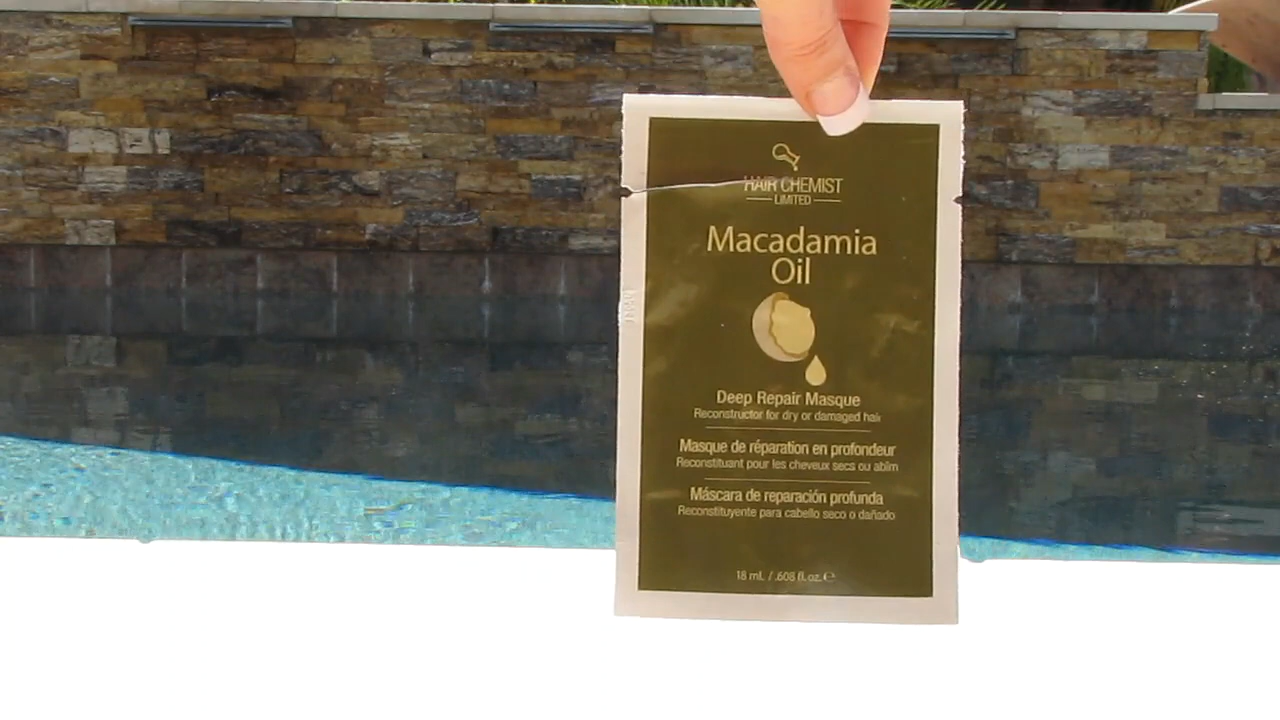 HAIR CHEMIST
LIMITED
Macadamia
Oil
Deep Repair Masque
Reconstructor for dry or damaged hair
Masque de réparation en profondeur
Reconstituant pour les cheveux secs ou abîm
Máscara de reparación profunda
Reconstituyente para cabello seco o dañado
18 ml. / .608 fl. oz. ℮